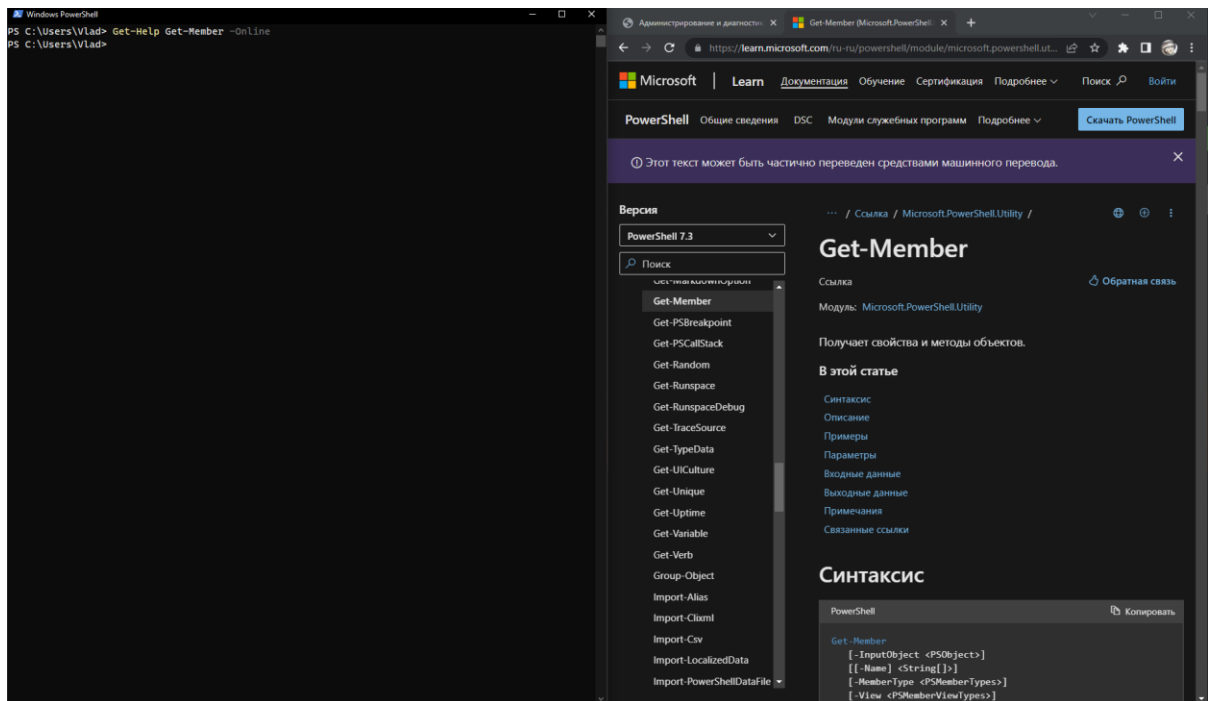 Windows PowerShell
PS C:\Users\Vlad> Get-Help Get-Member -Online
PS C:\Users\Vlad>
Администрирование и диагности
Get-Member (Microsoft.PowerShell.
https://learn.microsoft.com/ru-ru/powershell/module/microsoft.powershell.ut...
Microsoft | Learn Документация Обучение Сертификация Подробнее Поиск Войти
PowerShell Общие сведения DSC Модули служебных программ Подробнее Скачать PowerShell
Этот текст может быть частично переведен средствами машинного перевода.
Версия
PowerShell 7.3
Поиск
Get-MarkdownOption
Get-Member
Get-PSBreakpoint
Get-PSCallStack
Get-Random
Get-Runspace
Get-RunspaceDebug
Get-TraceSource
Get-TypeData
Get-UICulture
Get-Unique
Get-Uptime
Get-Variable
Get-Verb
Group-Object
Import-Alias
Import-Clixml
Import-Csv
Import-LocalizedData
Import-PowerShellDataFile
··· / Ссылка / Microsoft.PowerShell.Utility /
Get-Member
Ссылка
Обратная связь
Модуль: Microsoft.PowerShell.Utility
Получает свойства и методы объектов.
В этой статье
Синтаксис
Описание
Примеры
Параметры
Входные данные
Выходные данные
Примечания
Связанные ссылки
Синтаксис
PowerShell Копировать
Get-Member
[-InputObject <PSObject>]
[[-Name] <String[]>]
[-MemberType <PSMemberTypes>]
[-View <PSMemberViewTypes>]